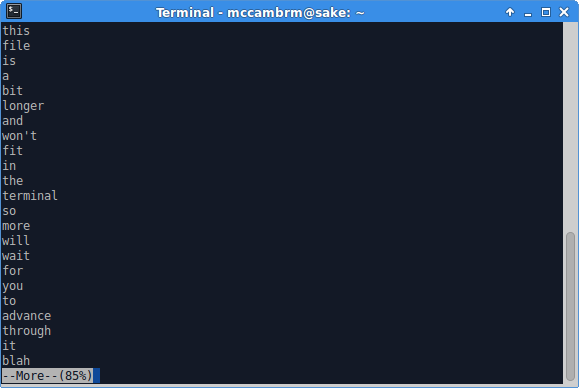 Terminal - mccambrm@sake: ~
this
file
is
a
bit
longer
and
won't
fit
in
the
terminal
so
more
will
wait
for
you
to
advance
through
it
blah
--More--(85%)